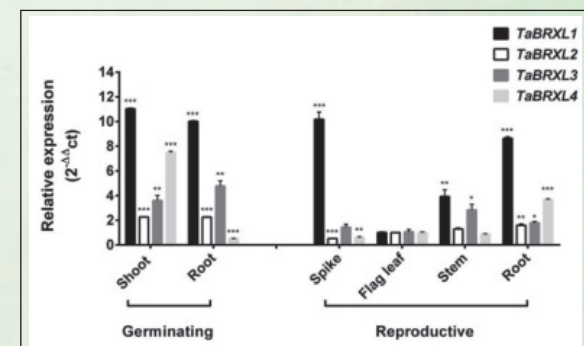 TaBRXL1
TaBRXL2
TaBRXL3
TaBRXL4
Relative expression
(2-ΔΔct)
14
12
10
8
6
4
2
0
***
***
**
***
***
***
**
***
***
***
**
**
*
***
**
*
***
Shoot
Root
Spike
Flag leaf
Stem
Root
Germinating
Reproductive